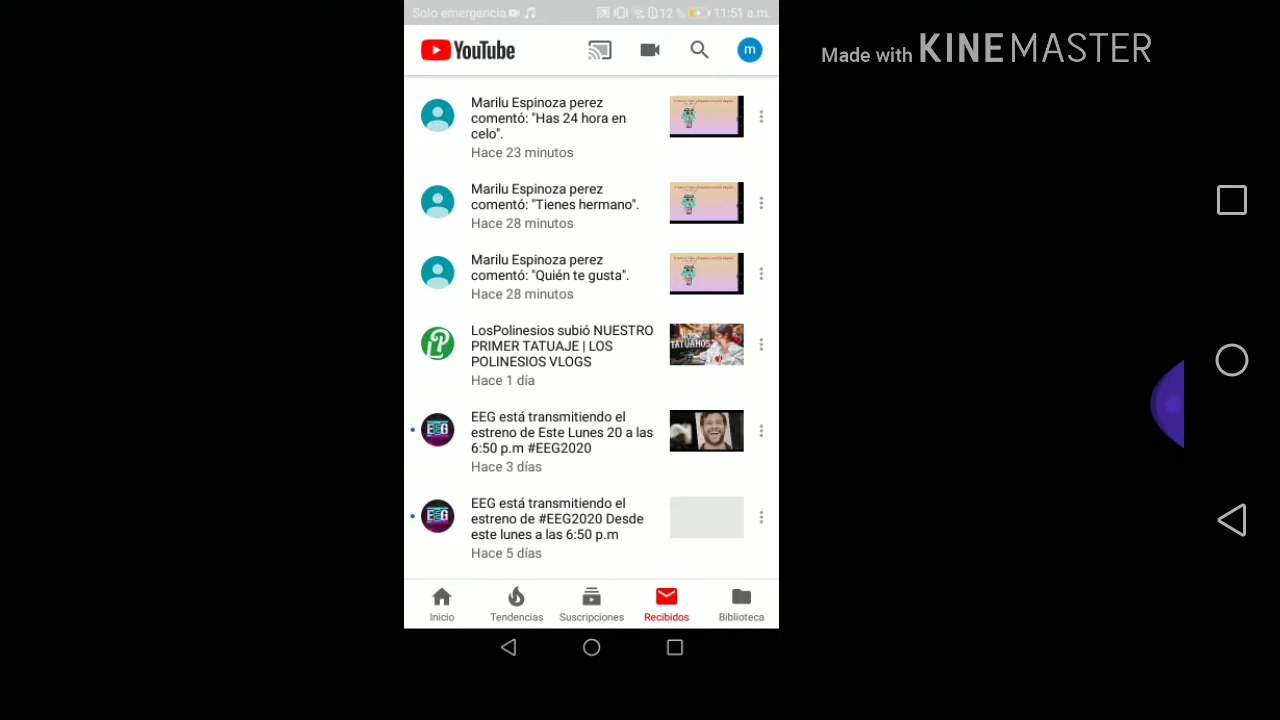 Solo emergencia 12 % 11:51 a.m.
Made with KINEMASTER
YouTube
m
Marilu Espinoza perez
comentó: "Has 24 hora en
celo".
Hace 23 minutos
Marilu Espinoza perez
comentó: "Tienes hermano".
Hace 28 minutos
Marilu Espinoza perez
comentó: "Quién te gusta".
Hace 28 minutos
LosPolinesios subió NUESTRO
PRIMER TATUAJE | LOS
POLINESIOS VLOGS
Hace 1 día
TATUAMOS
EEG está transmitiendo el
estreno de Este Lunes 20 a las
6:50 p.m #EEG2020
Hace 3 días
EEG
EEG está transmitiendo el
estreno de #EEG2020 Desde
este lunes a las 6:50 p.m
Hace 5 días
EEG
Inicio Tendencias Suscripciones Recibidos Biblioteca